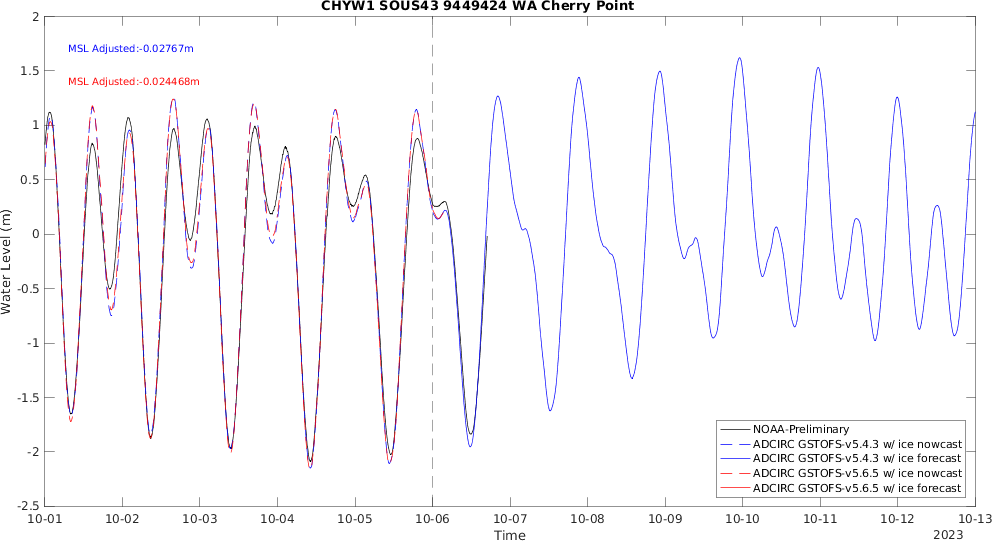 CHYW1 SOUS43 9449424 WA Cherry Point
MSL Adjusted:-0.02767m
MSL Adjusted:-0.024468m
Water Level (m)
2
1.5
1
0.5
0
-0.5
-1
-1.5
-2
-2.5
NOAA-Preliminary
ADCIRC GSTOFS-v5.4.3 w/ ice nowcast
ADCIRC GSTOFS-v5.4.3 w/ ice forecast
ADCIRC GSTOFS-v5.6.5 w/ ice nowcast
ADCIRC GSTOFS-v5.6.5 w/ ice forecast
10-01 10-02 10-03 10-04 10-05 10-06 10-07 10-08 10-09 10-10 10-11 10-12 10-13
Time
2023